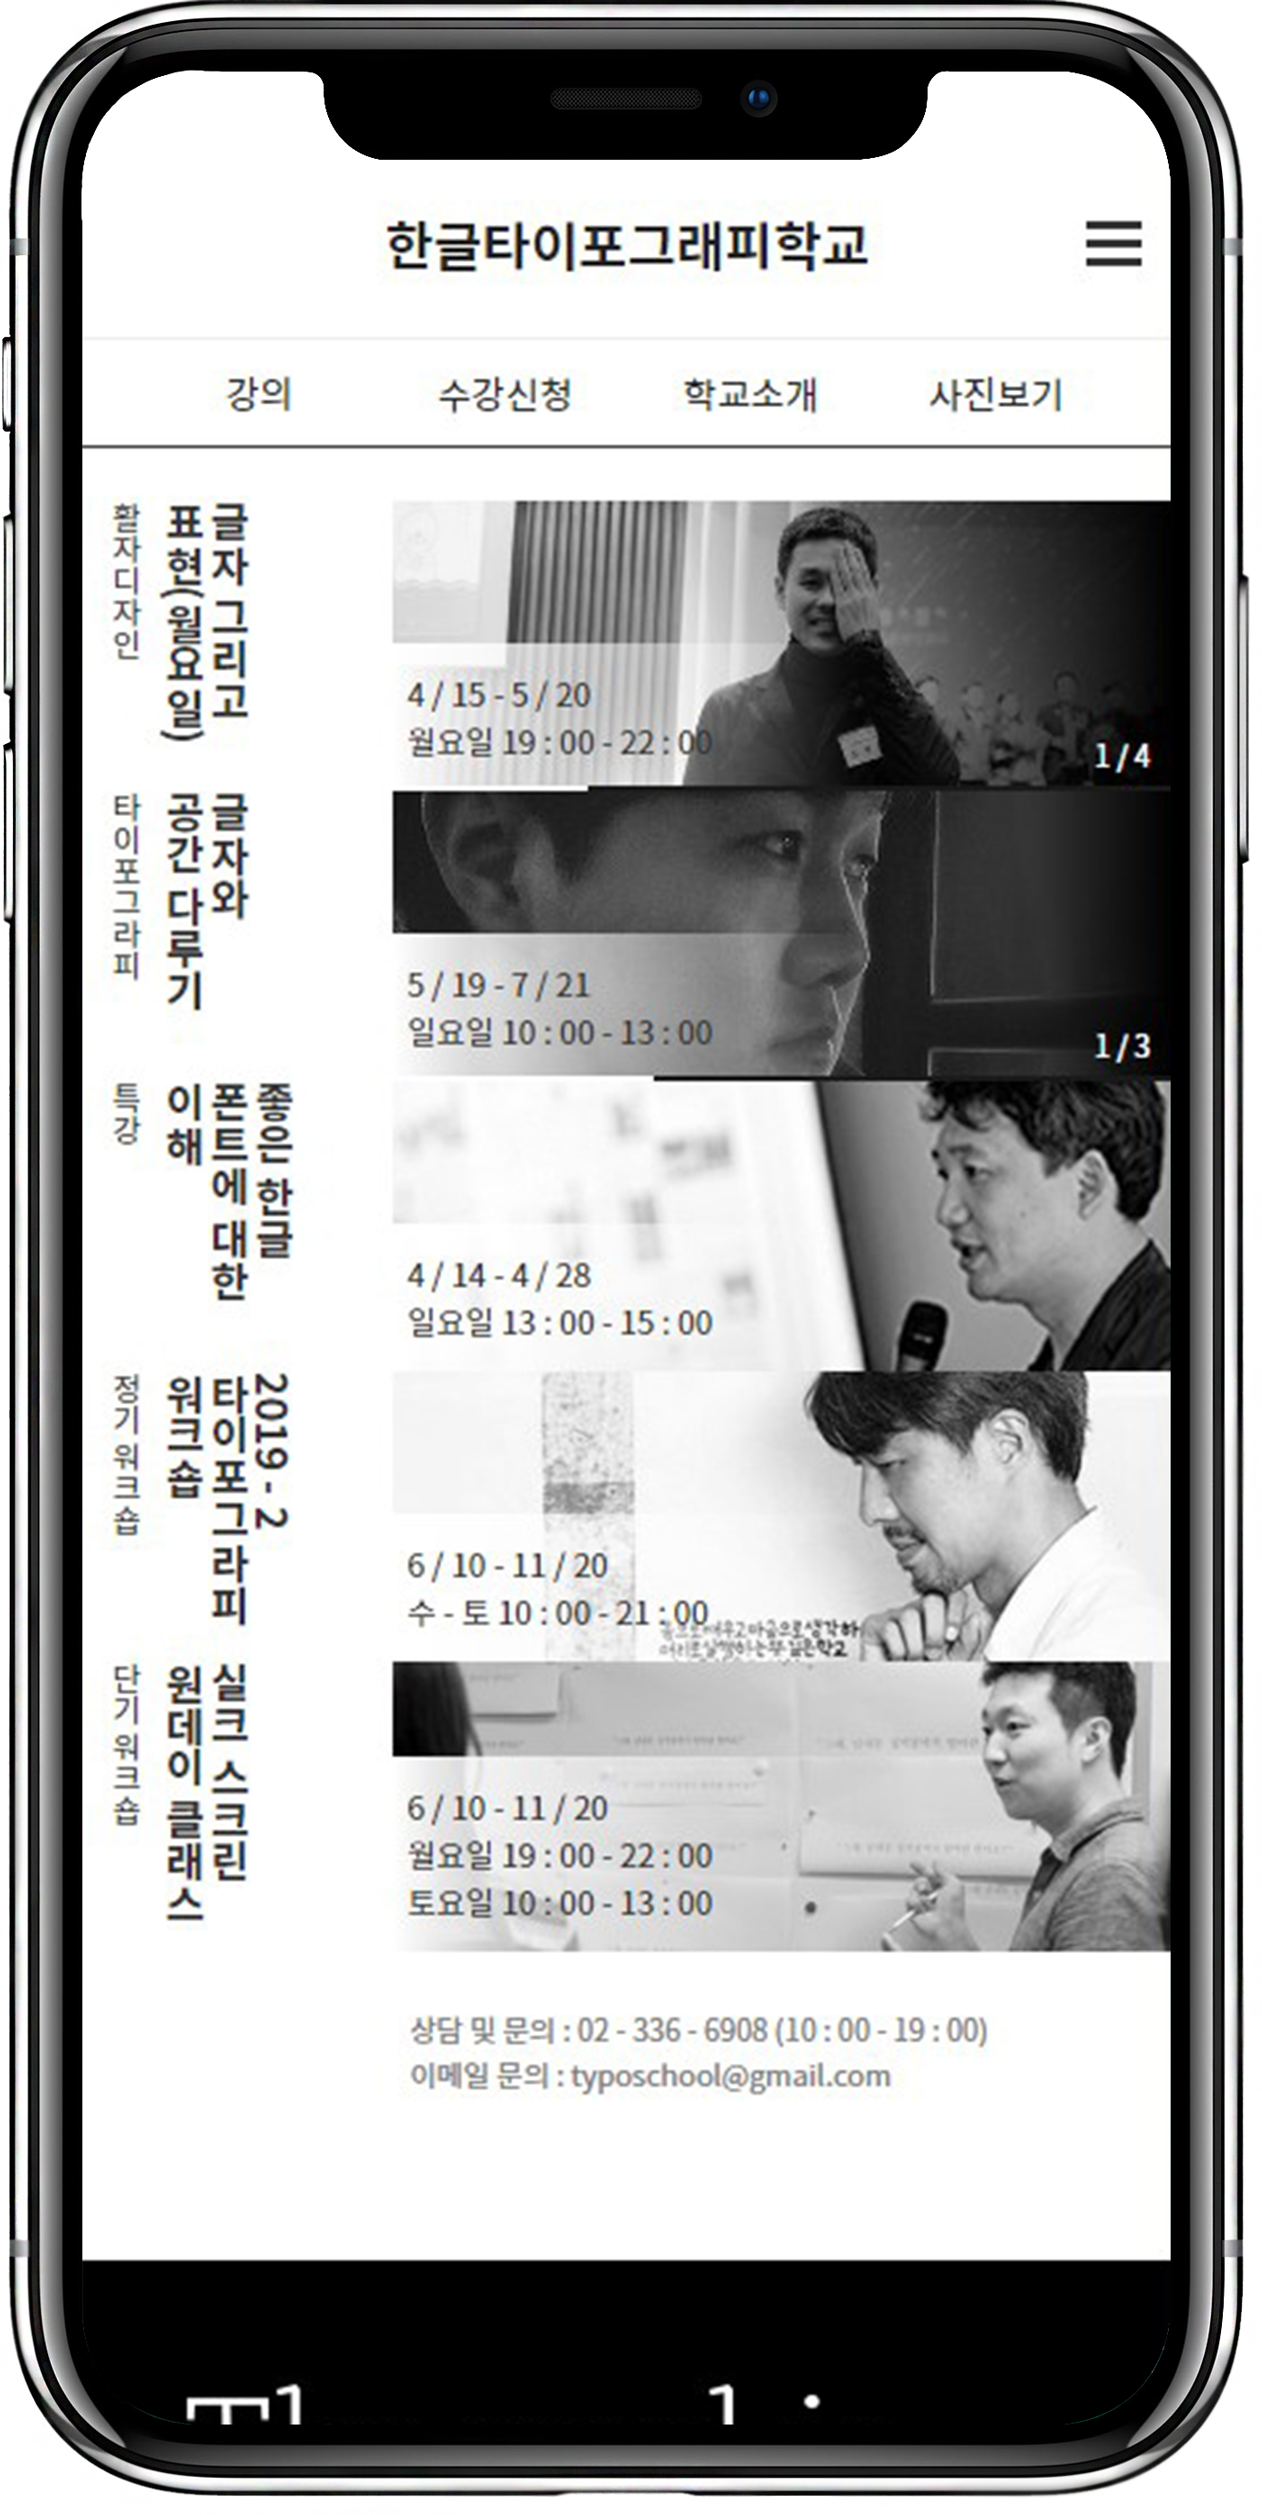 한글타이포그래피학교
강의
수강신청
학교소개
사진보기
글자 그리고
표현(월요일)
활자디자인
4 / 15 - 5 / 20
월요일 19 : 00 - 22 : 00
1 / 4
글자와
공간 다루기
타이포그라피
5 / 19 - 7 / 21
일요일 10 : 00 - 13 : 00
1 / 3
좋은 한글
폰트에 대한
이해
특강
4 / 14 - 4 / 28
일요일 13 : 00 - 15 : 00
2019 - 2
타이포그라피
워크숍
정기 워크숍
6 / 10 - 11 / 20
수 - 토 10 : 00 - 21 : 00
실크 스크린
원데이 클래스
단기 워크숍
6 / 10 - 11 / 20
월요일 19 : 00 - 22 : 00
토요일 10 : 00 - 13 : 00
상담 및 문의 : 02 - 336 - 6908 (10 : 00 - 19 : 00)
이메일 문의 : typoschool@gmail.com